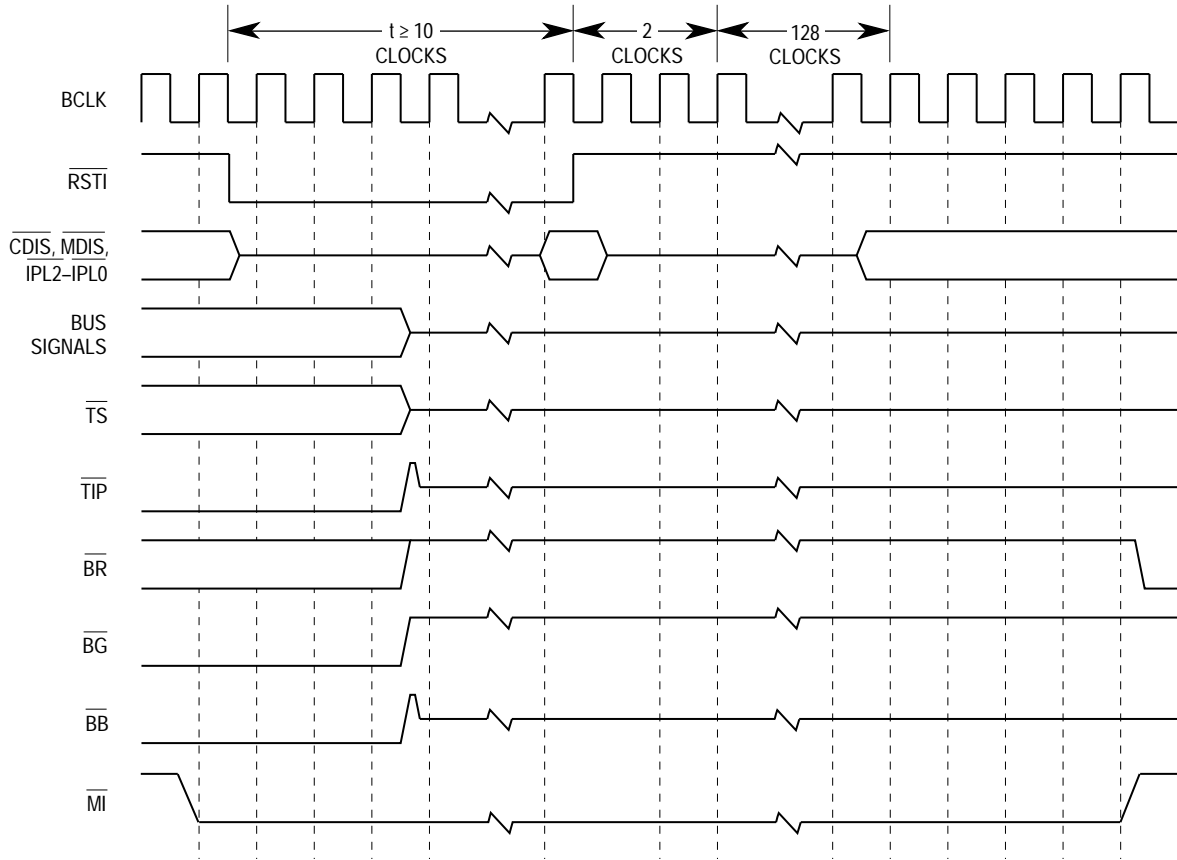 t ≥ 10
CLOCKS
2
CLOCKS
128
CLOCKS
BCLK
RSTI
CDIS, MDIS,
IPL2–IPL0
BUS
SIGNALS
TS
TIP
BR
BG
BB
MI